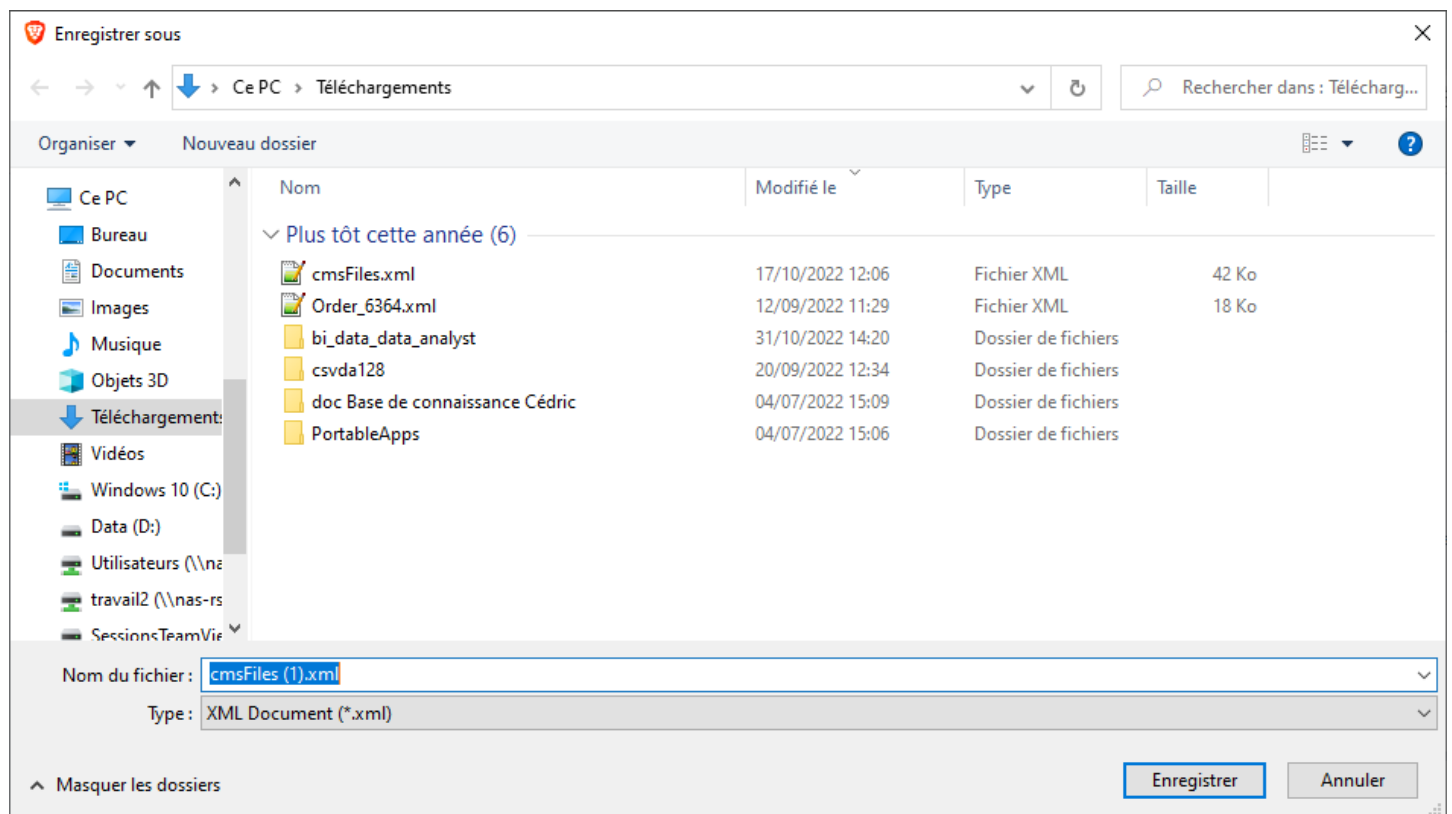 Enregistrer sous
Ce PC › Téléchargements
Rechercher dans : Télécharg...
Organiser Nouveau dossier ?
Nom Modifié le Type Taille
Ce PC
Bureau
Documents
Images
Musique
Objets 3D
Téléchargements
Vidéos
Windows 10 (C:)
Data (D:)
Utilisateurs (\\na
travail2 (\\nas-rs
SessionsTeamVie
Plus tôt cette année (6)
cmsFiles.xml 17/10/2022 12:06 Fichier XML 42 Ko
Order_6364.xml 12/09/2022 11:29 Fichier XML 18 Ko
bi_data_data_analyst 31/10/2022 14:20 Dossier de fichiers
csvda128 20/09/2022 12:34 Dossier de fichiers
doc Base de connaissance Cédric 04/07/2022 15:09 Dossier de fichiers
PortableApps 04/07/2022 15:06 Dossier de fichiers
Nom du fichier : cmsFiles (1).xml
Type : XML Document (*.xml)
Masquer les dossiers
Enregistrer Annuler